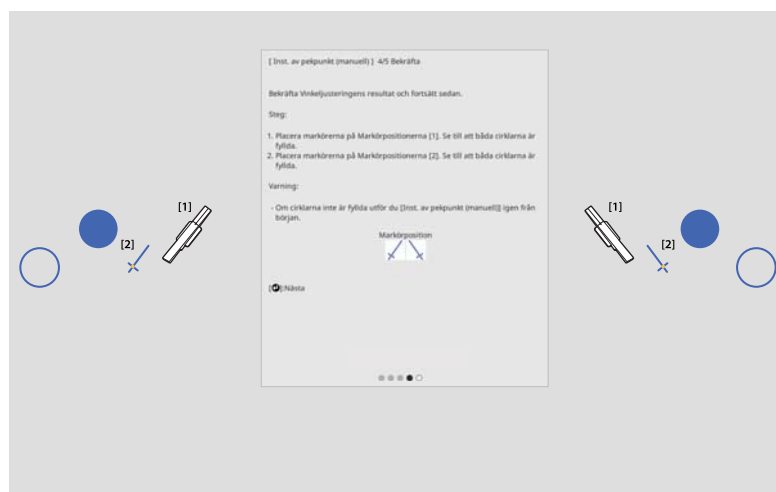 [ Inst. av pekpunkt (manuell) ] 4/5 Bekräfta
Bekräfta Vinkeljusteringens resultat och fortsätt sedan.
Steg:
1. Placera markörerna på Markörpositionerna [1]. Se till att båda cirklarna är
fyllda.
2. Placera markörerna på Markörpositionerna [2]. Se till att båda cirklarna är
fyllda.
Varning:
- Om cirklarna inte är fyllda utför du [Inst. av pekpunkt (manuell)] igen från
början.
[1]
[1]
[2]
Markörposition
[2]
[ ]:Nästa